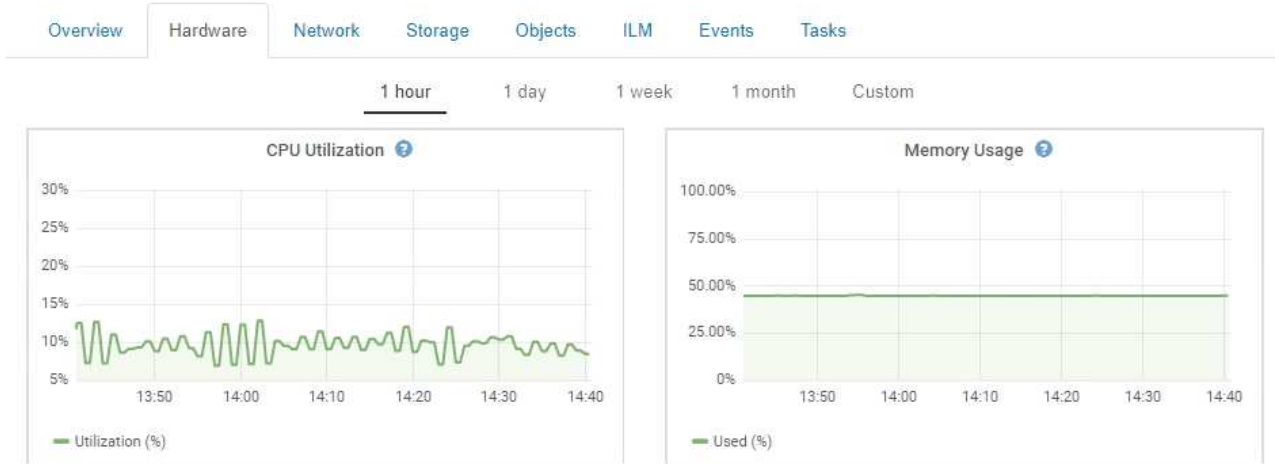 Overview Hardware Network Storage Objects ILM Events Tasks
1 hour 1 day 1 week 1 month Custom
CPU Utilization ?
30%
25%
20%
15%
10%
5%
13:50 14:00 14:10 14:20 14:30 14:40
Utilization (%)
Memory Usage ?
100.00%
75.00%
50.00%
25.00%
0%
13:50 14:00 14:10 14:20 14:30 14:40
Used (%)